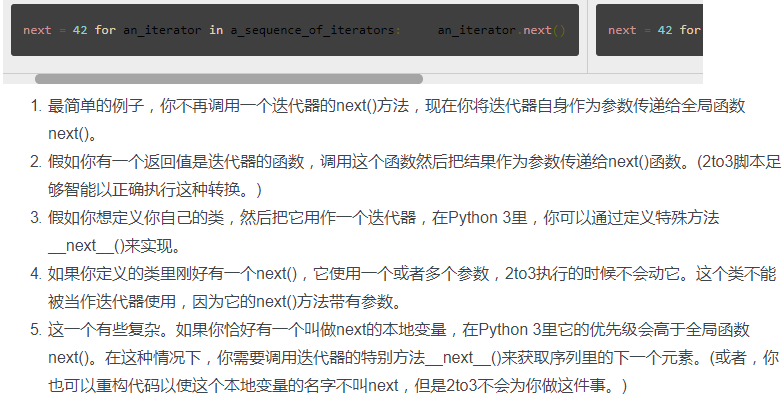 next = 42 for an_iterator in a_sequence_of_iterators:     an_iterator.next()
next = 42 for
1. 最简单的例子，你不再调用一个迭代器的next()方法，现在你将迭代器自身作为参数传递给全局函数
next()。
2. 假如你有一个返回值是迭代器的函数，调用这个函数然后把结果作为参数传递给next()函数。(2to3脚本足
够智能以正确执行这种转换。)
3. 假如你想定义你自己的类，然后把它用作一个迭代器，在Python 3里，你可以通过定义特殊方法
__next__()来实现。
4. 如果你定义的类里刚好有一个next()，它使用一个或者多个参数，2to3执行的时候不会动它。这个类不能
被当作迭代器使用，因为它的next()方法带有参数。
5. 这一个有些复杂。如果你恰好有一个叫做next的本地变量，在Python 3里它的优先级会高于全局函数
next()。在这种情况下，你需要调用迭代器的特别方法__next__()来获取序列里的下一个元素。(或者，你
也可以重构代码以使这个本地变量的名字不叫next，但是2to3不会为你做这件事。)